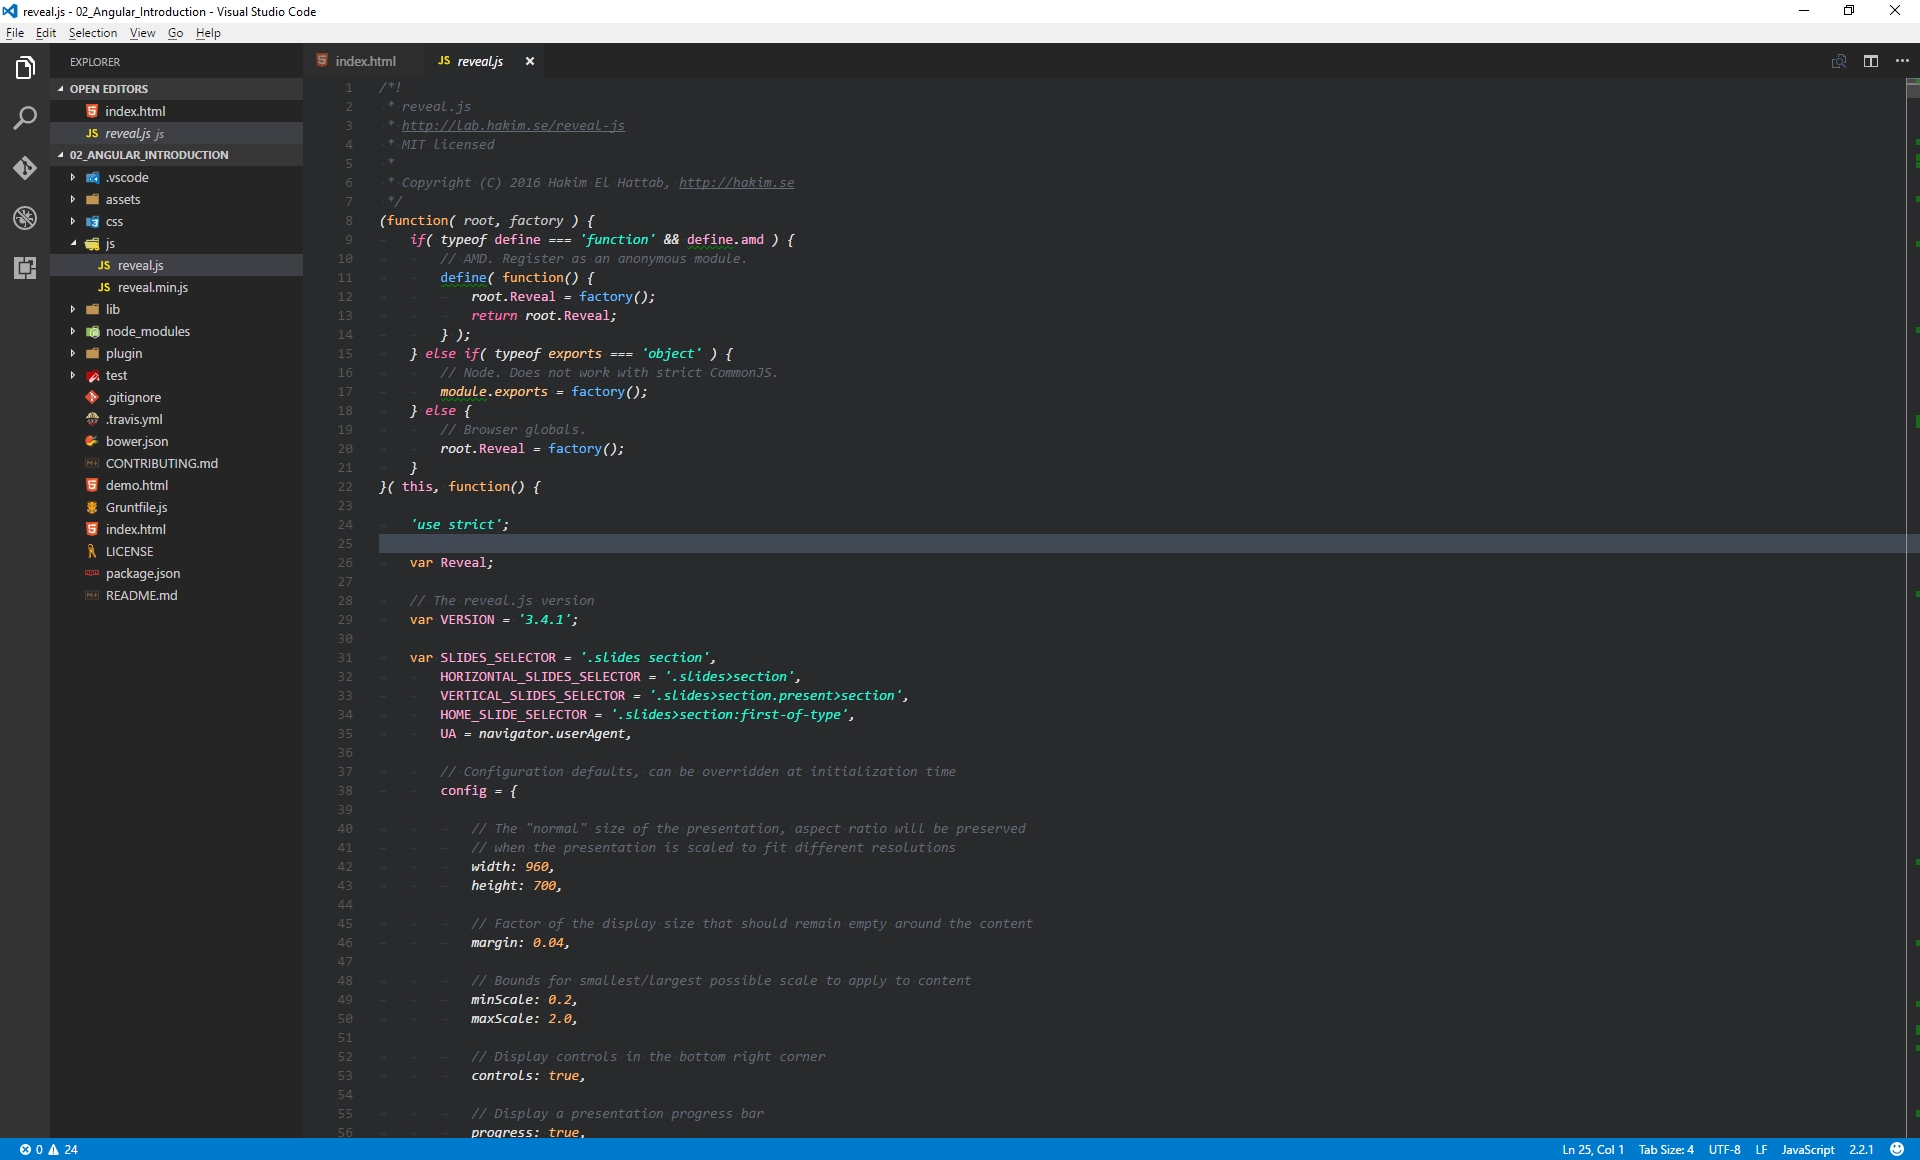 reveal.js - 02_Angular_Introduction - Visual Studio Code
File Edit Selection View Go Help
EXPLORER
OPEN EDITORS
index.html
reveal.js js
02_ANGULAR_INTRODUCTION
.vscode
assets
css
js
reveal.js
reveal.min.js
lib
node_modules
plugin
test
.gitignore
.travis.yml
bower.json
CONTRIBUTING.md
demo.html
Gruntfile.js
index.html
LICENSE
package.json
README.md
index.html JS reveal.js
1 /*!
2 * reveal.js
3 * http://lab.hakim.se/reveal-js
4 * MIT licensed
5 *
6 * Copyright (C) 2016 Hakim El Hattab, http://hakim.se
7 */
8 (function( root, factory ) {
9 if( typeof define === 'function' && define.amd ) {
10 // AMD. Register as an anonymous module.
11 define( function() {
12 root.Reveal = factory();
13 return root.Reveal;
14 } );
15 } else if( typeof exports === 'object' ) {
16 // Node. Does not work with strict CommonJS.
17 module.exports = factory();
18 } else {
19 // Browser globals.
20 root.Reveal = factory();
21 }
22 }( this, function() {
23
24 'use strict';
25
26 var Reveal;
27
28 // The reveal.js version
29 var VERSION = '3.4.1';
30
31 var SLIDES_SELECTOR = '.slides section',
32 HORIZONTAL_SLIDES_SELECTOR = '.slides>section',
33 VERTICAL_SLIDES_SELECTOR = '.slides>section.present>section',
34 HOME_SLIDE_SELECTOR = '.slides>section:first-of-type',
35 UA = navigator.userAgent,
36
37 // Configuration defaults, can be overridden at initialization time
38 config = {
39
40 // The "normal" size of the presentation, aspect ratio will be preserved
41 // when the presentation is scaled to fit different resolutions
42 width: 960,
43 height: 700,
44
45 // Factor of the display size that should remain empty around the content
46 margin: 0.04,
47
48 // Bounds for smallest/largest possible scale to apply to content
49 minScale: 0.2,
50 maxScale: 2.0,
51
52 // Display controls in the bottom right corner
53 controls: true,
54
55 // Display a presentation progress bar
56 progress: true,
0 24 Ln 25, Col 1 Tab Size: 4 UTF-8 LF JavaScript 2.2.1